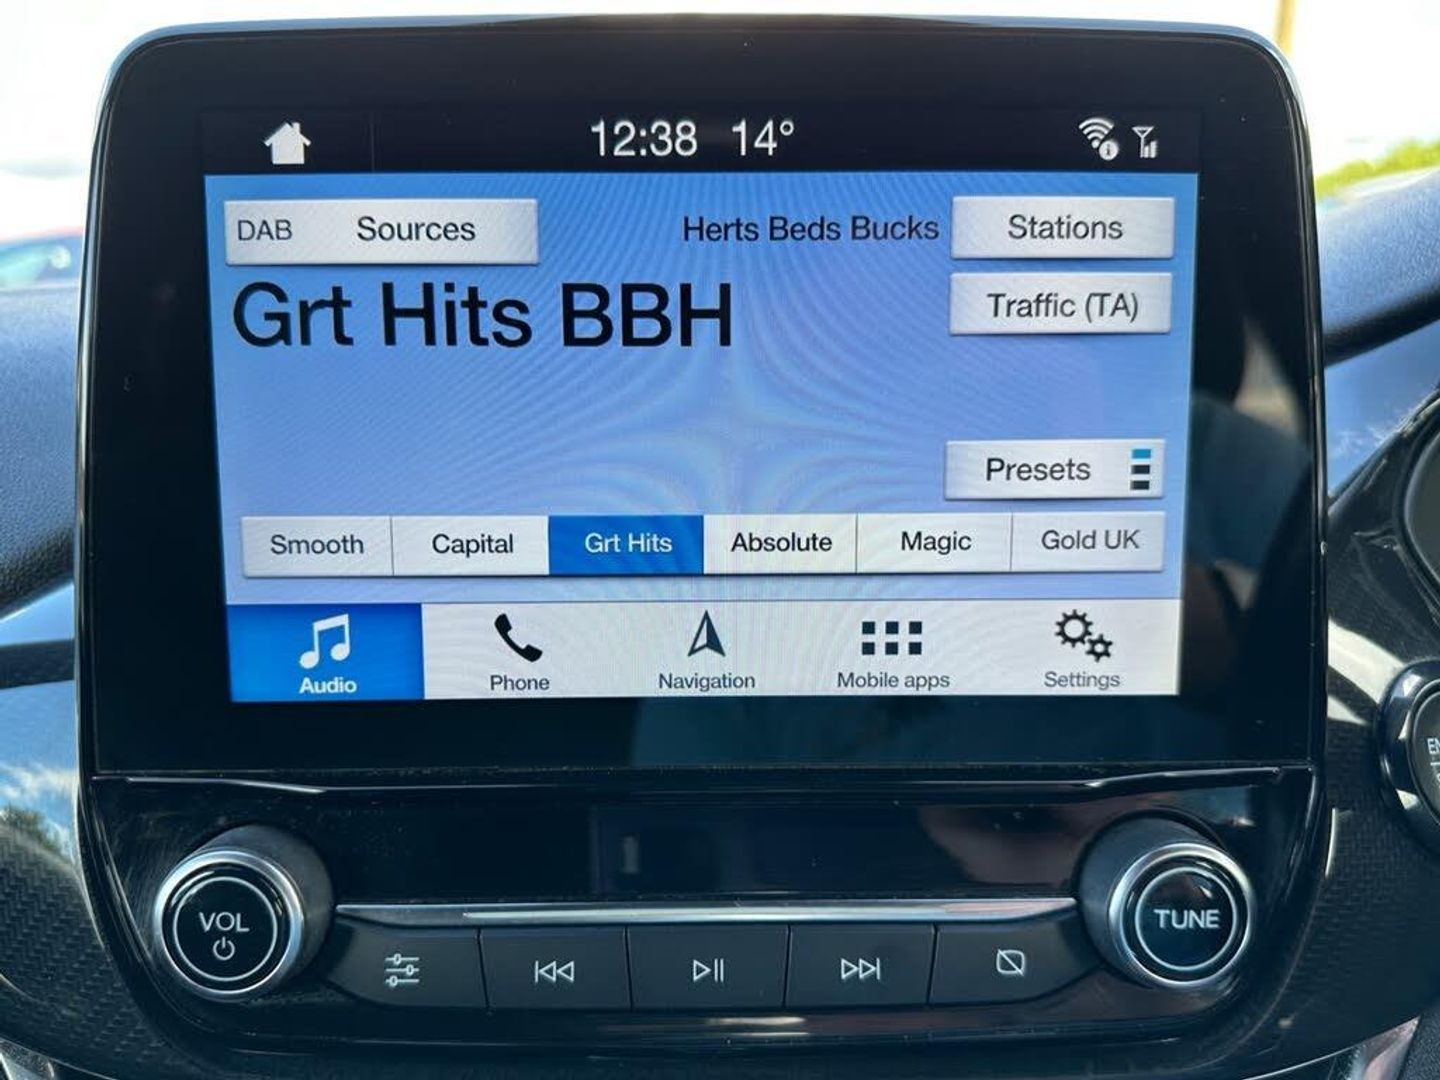 12:38 14°
DAB Sources
Herts Beds Bucks
Stations
Grt Hits BBH
Traffic (TA)
Presets
Smooth Capital Grt Hits Absolute Magic Gold UK
Audio Phone Navigation Mobile apps Settings
VOL
TUNE